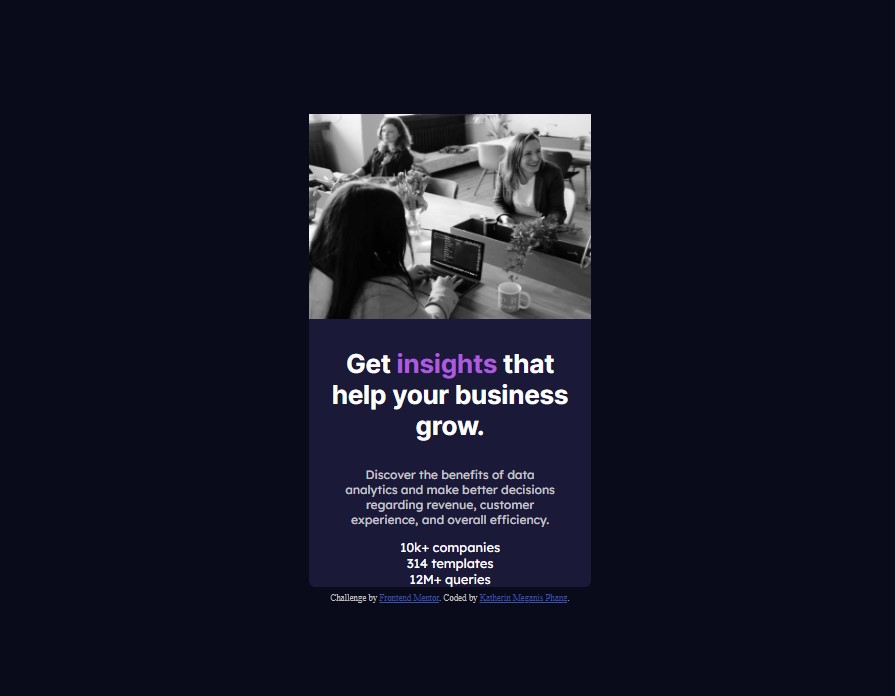 Get insights that
help your business
grow.
Discover the benefits of data
analytics and make better decisions
regarding revenue, customer
experience, and overall efficiency.
10k+ companies
314 templates
12M+ queries
Challenge by Frontend Mentor. Coded by Katherin Meganis Phang.